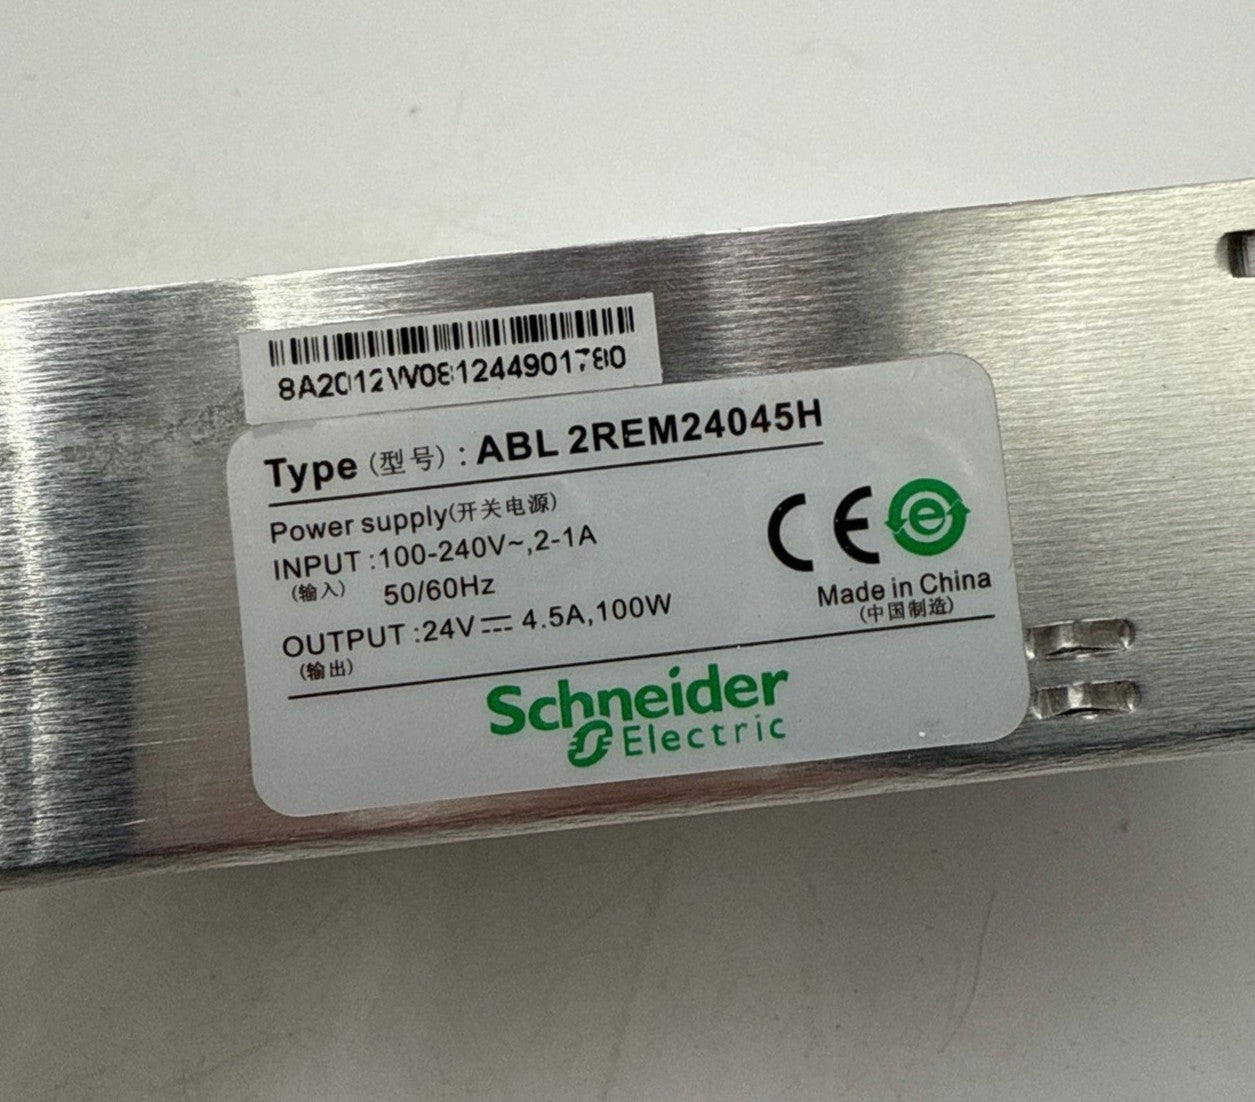 8A2012W081244901780
Type (型号) : ABL 2REM24045H
Power supply(开关电源)
INPUT :100-240V~,2-1A
(输入) 50/60Hz
OUTPUT :24V⎓ 4.5A,100W
(输出)
CE e
Made in China
(中国制造)
Schneider
Electric